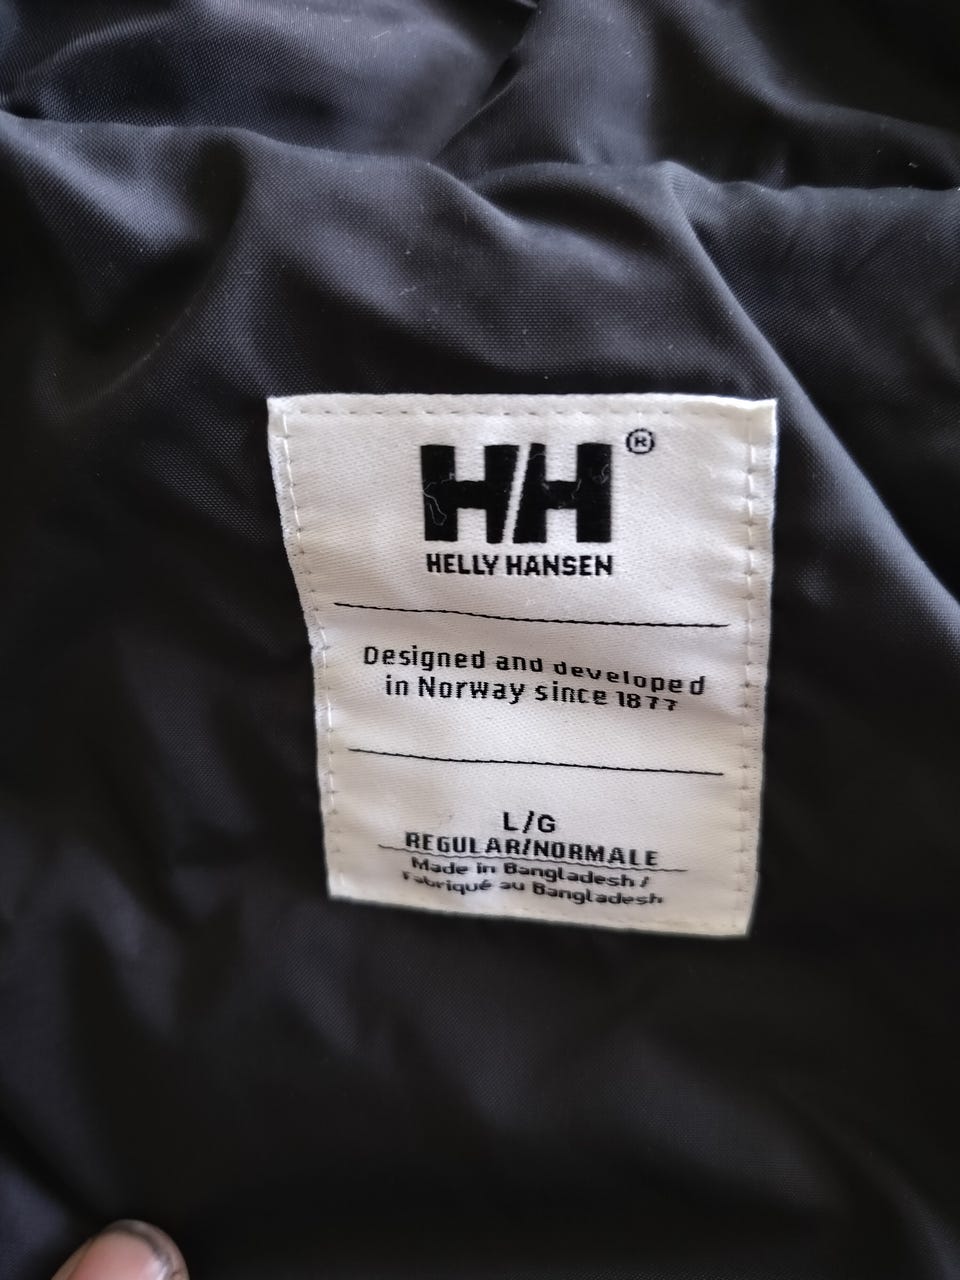 HH®
HELLY HANSEN
Designed and developed
in Norway since 1877
L/G
REGULAR/NORMALE
Made in Bangladesh /
Fabriqué au Bangladesh